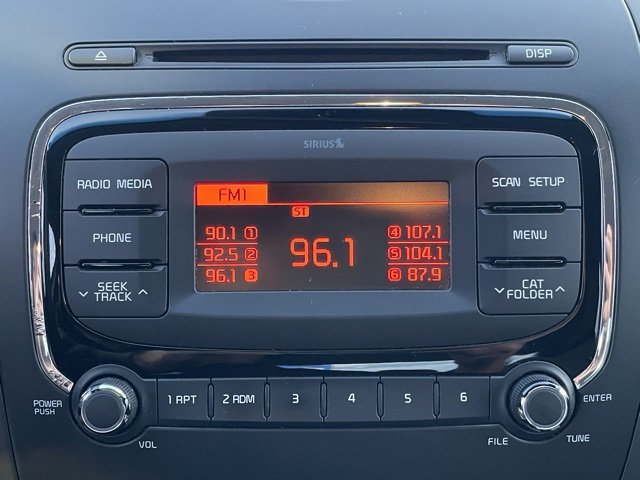 DISP
SIRIUS
RADIO MEDIA
PHONE
SEEK
TRACK
FM1
ST
90.1 1
92.5 2
96.1 3
96.1
4 107.1
5 104.1
6 87.9
SCAN SETUP
MENU
CAT
FOLDER
POWER
PUSH
VOL
1 RPT
2 RDM
3
4
5
6
FILE
TUNE
ENTER